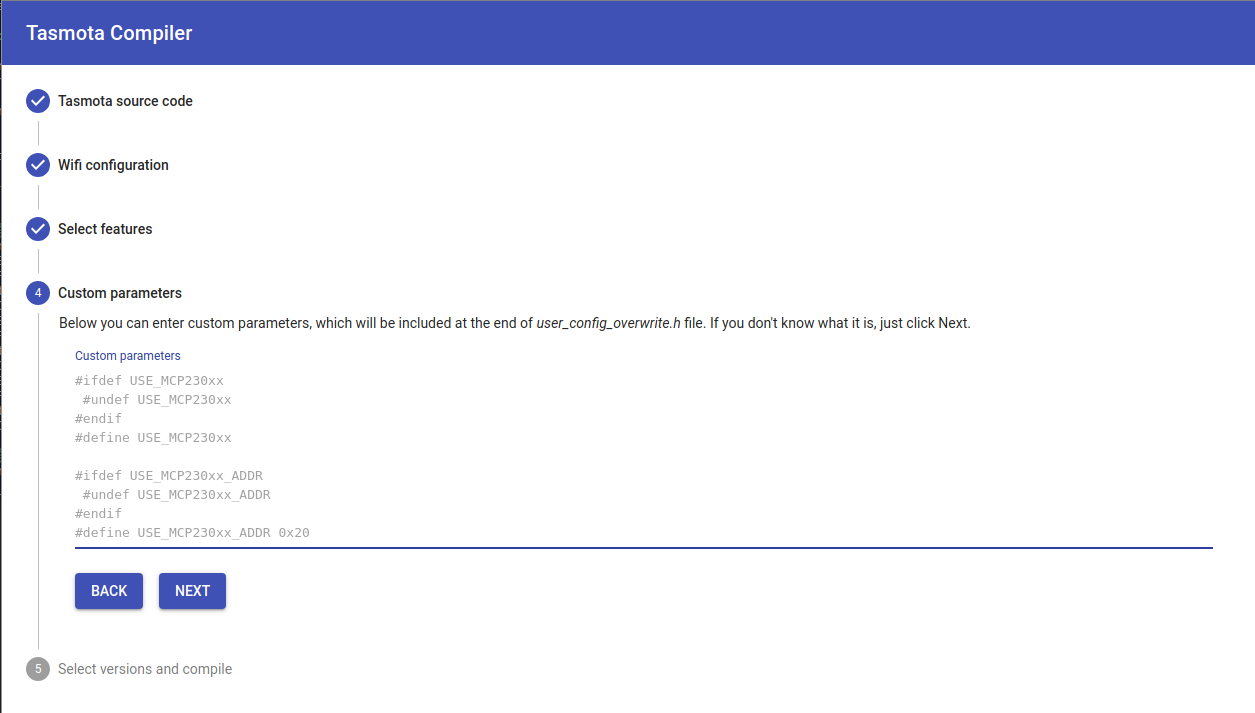 Tasmota Compiler
Tasmota source code
Wifi configuration
Select features
4 Custom parameters
Below you can enter custom parameters, which will be included at the end of user_config_overwrite.h file. If you don't know what it is, just click Next.
Custom parameters
#ifdef USE_MCP230xx
 #undef USE_MCP230xx
#endif
#define USE_MCP230xx

#ifdef USE_MCP230xx_ADDR
 #undef USE_MCP230xx_ADDR
#endif
#define USE_MCP230xx_ADDR 0x20
BACK NEXT
5 Select versions and compile